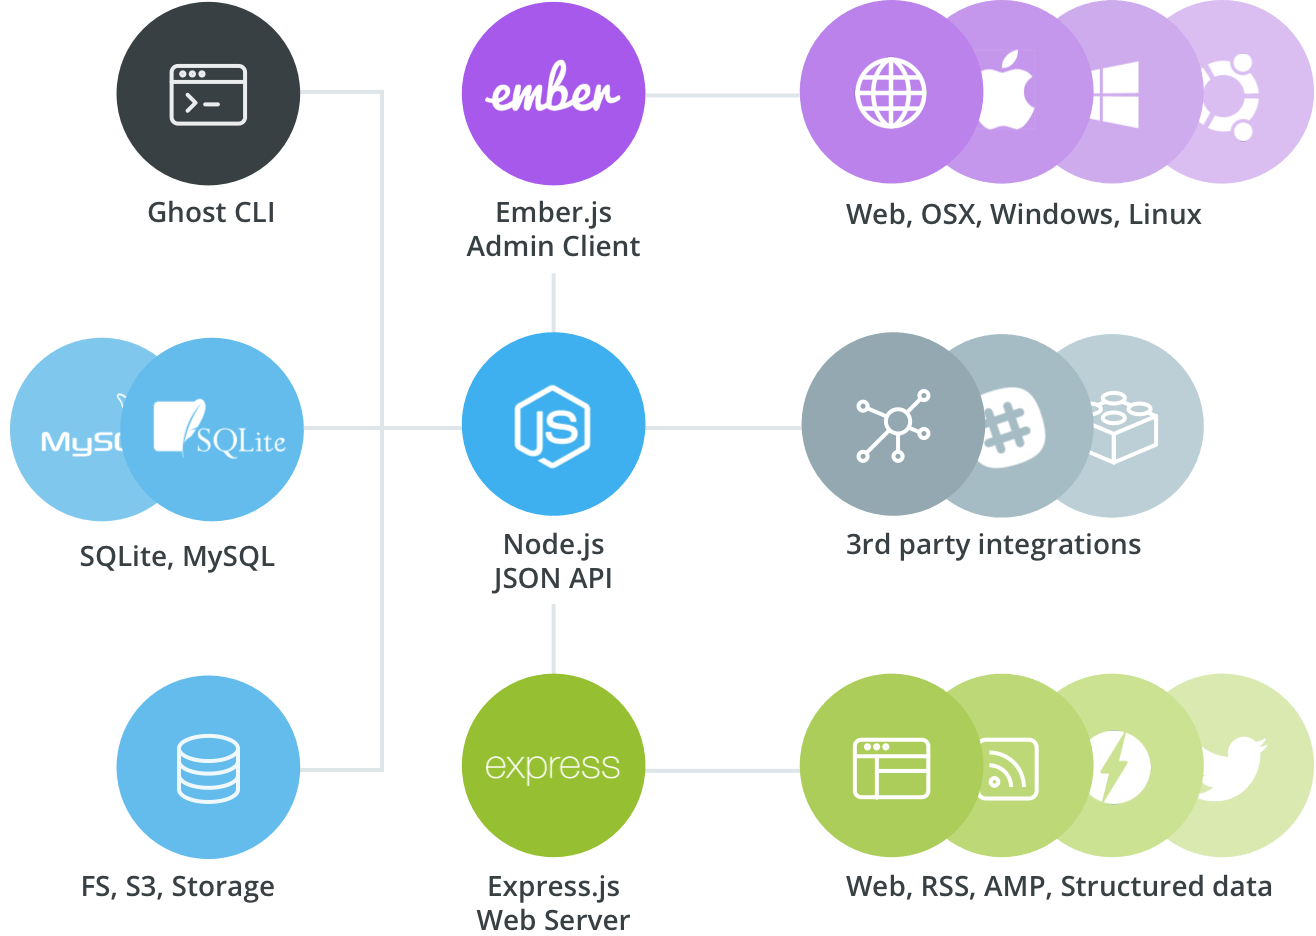 ember
Ghost CLI
Ember.js
Admin Client
Web, OSX, Windows, Linux
MySQ
SQLite
JS
SQLite, MySQL
Node.js
JSON API
3rd party integrations
express
FS, S3, Storage
Express.js
Web Server
Web, RSS, AMP, Structured data